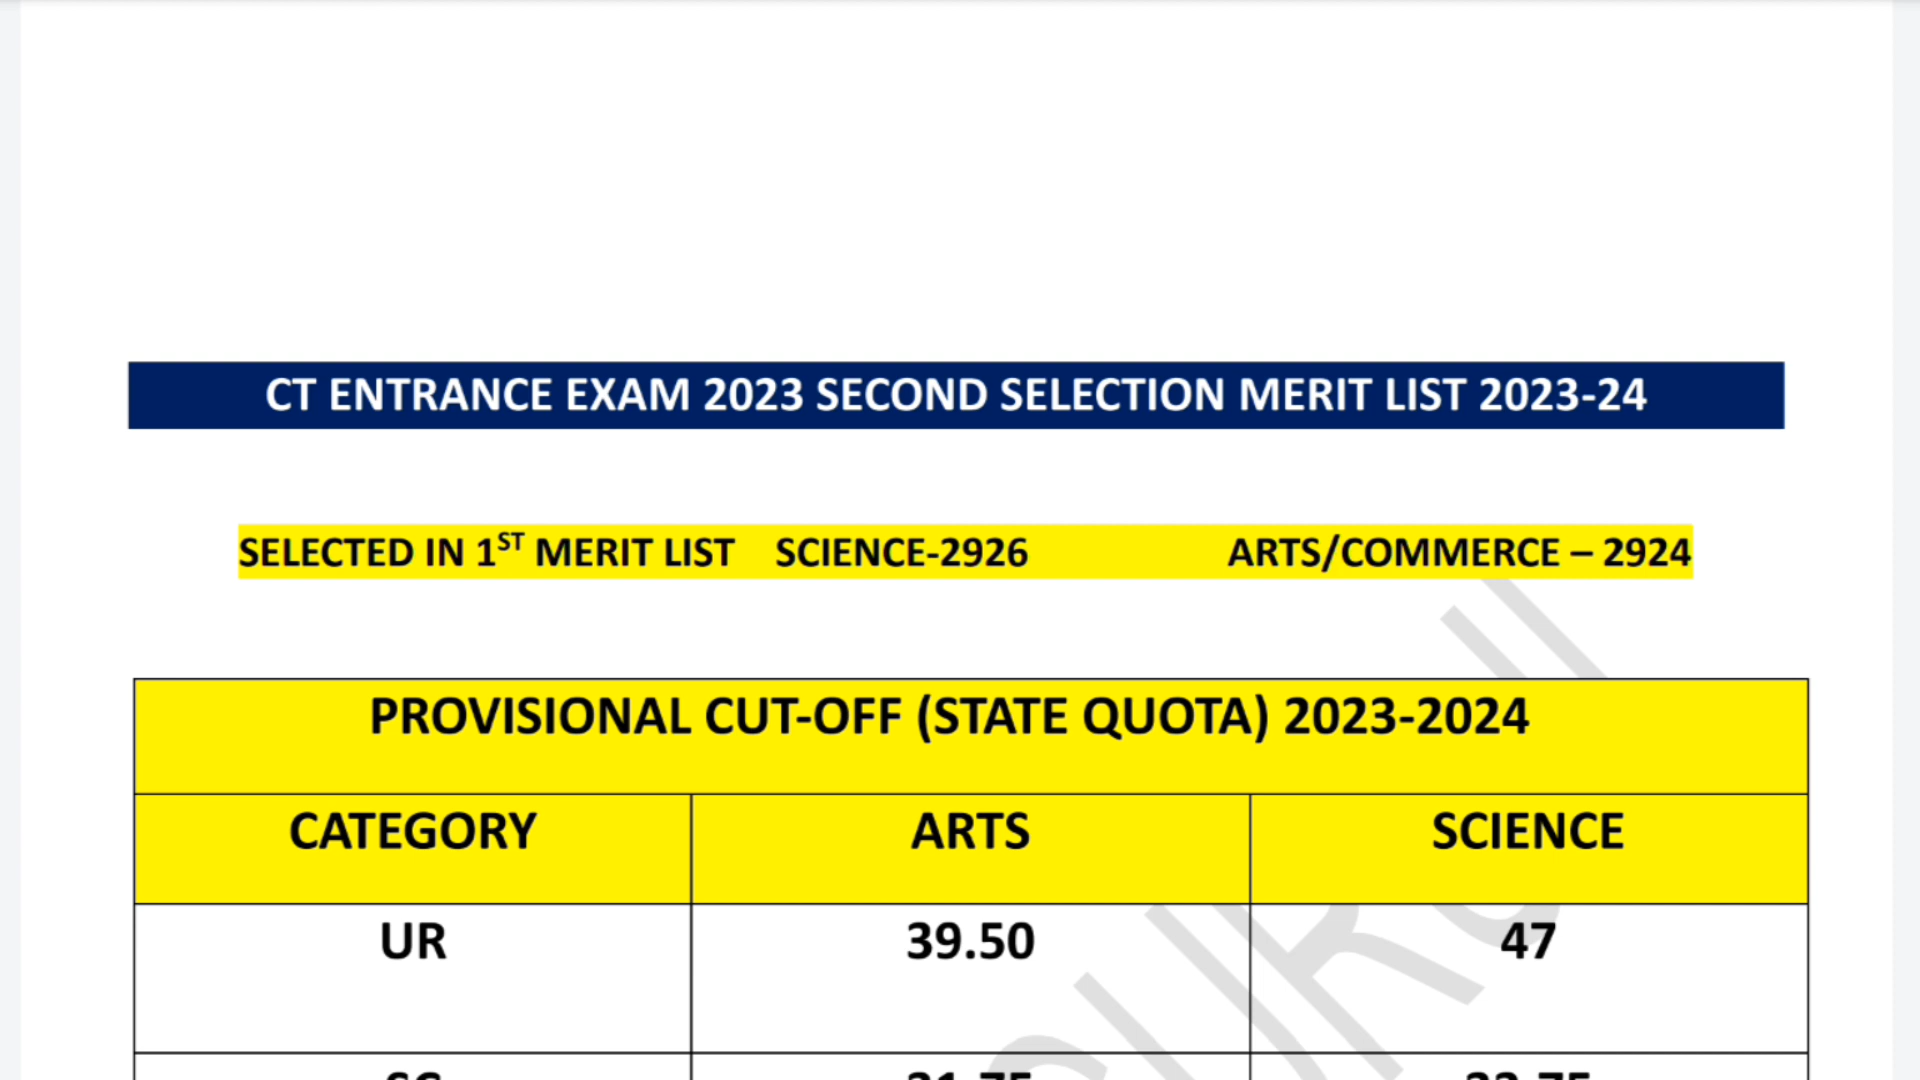 CT ENTRANCE EXAM 2023 SECOND SELECTION MERIT LIST 2023-24
SELECTED IN 1ST MERIT LIST SCIENCE-2926 ARTS/COMMERCE – 2924
PROVISIONAL CUT-OFF (STATE QUOTA) 2023-2024
CATEGORY ARTS SCIENCE
UR 39.50 47